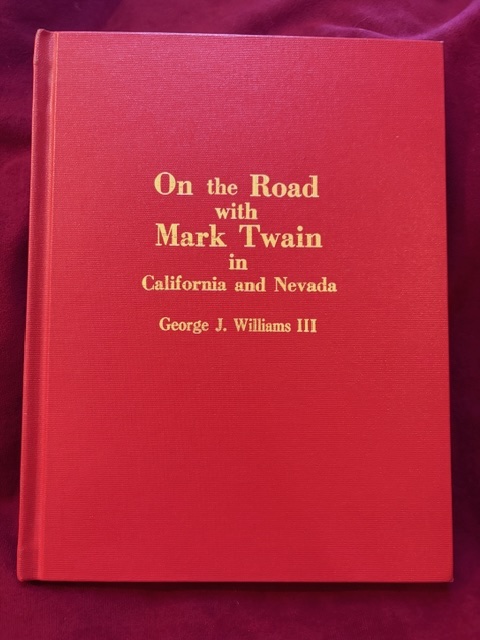 On the Road
with
Mark Twain
in
California and Nevada
George J. Williams III